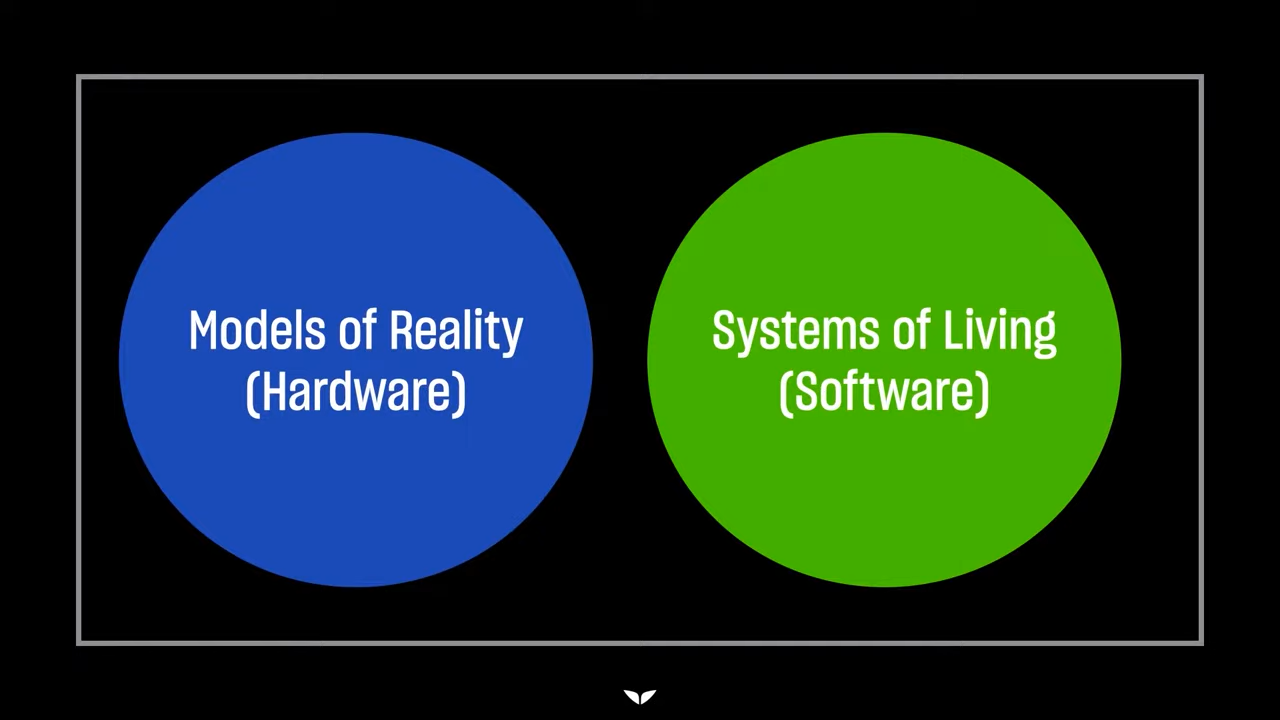 Models of Reality
(Hardware)
Systems of Living
(Software)